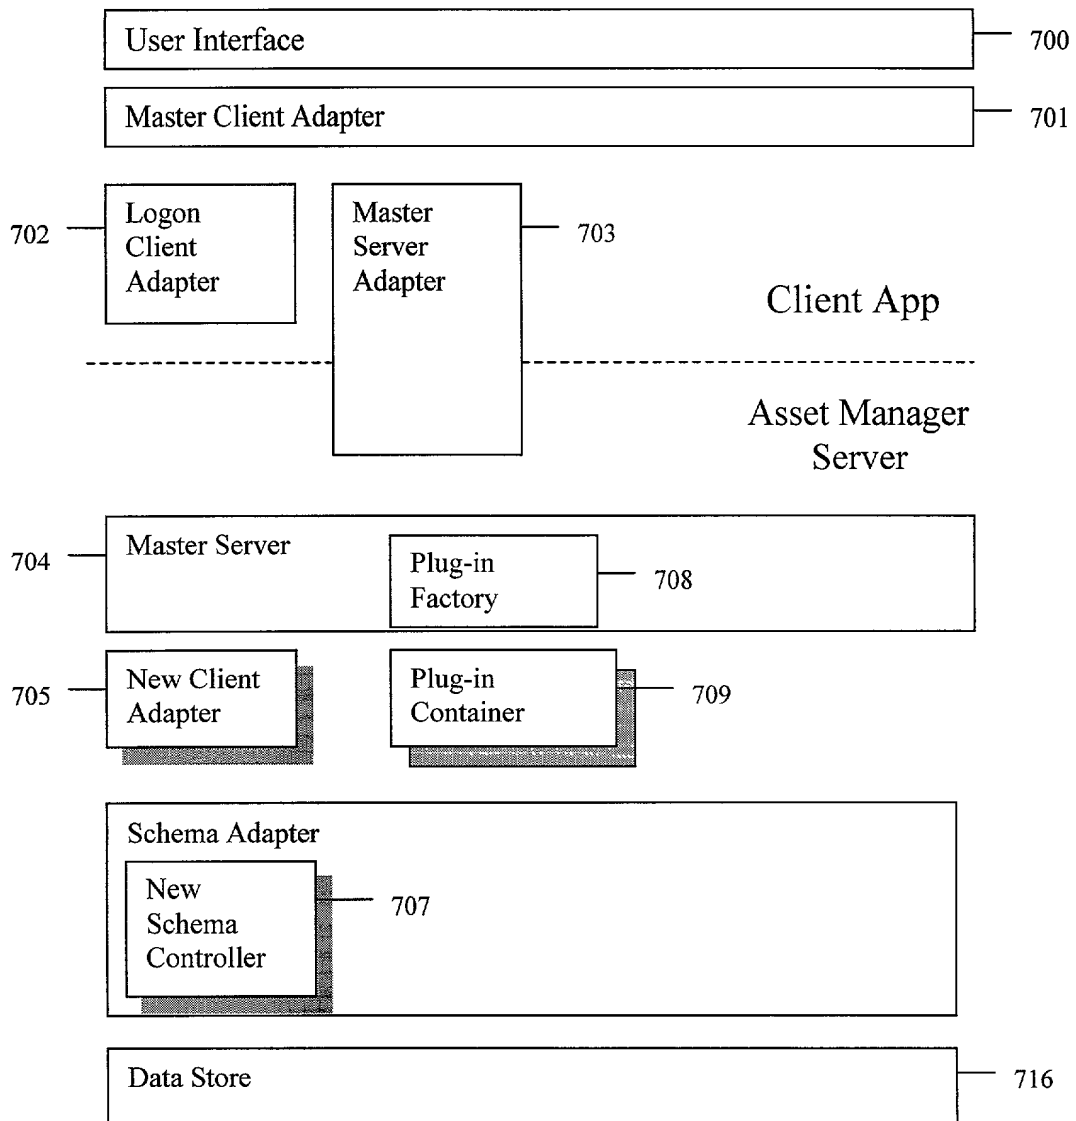 User Interface
700
Master Client Adapter
701
702
Logon
Client
Adapter
Master
Server
Adapter
703
Client App
Asset Manager
Server
704
Master Server
Plug-in
Factory
708
705
New Client
Adapter
Plug-in
Container
709
Schema Adapter
New
Schema
Controller
707
Data Store
716